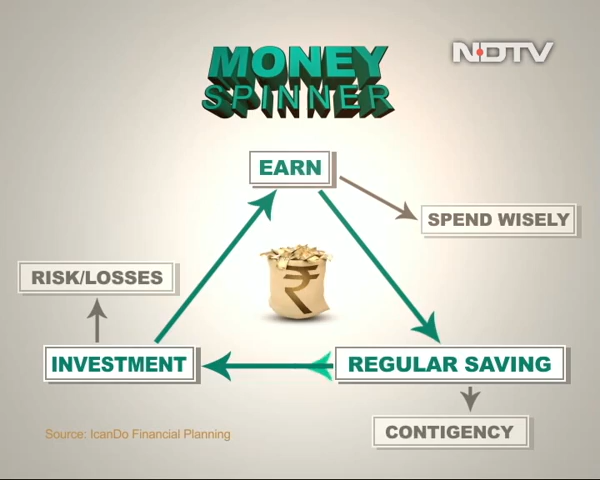 MONEY
SPINNER
NDTV
EARN
SPEND WISELY
RISK/LOSSES
₹
INVESTMENT
REGULAR SAVING
CONTIGENCY
Source: IcanDo Financial Planning